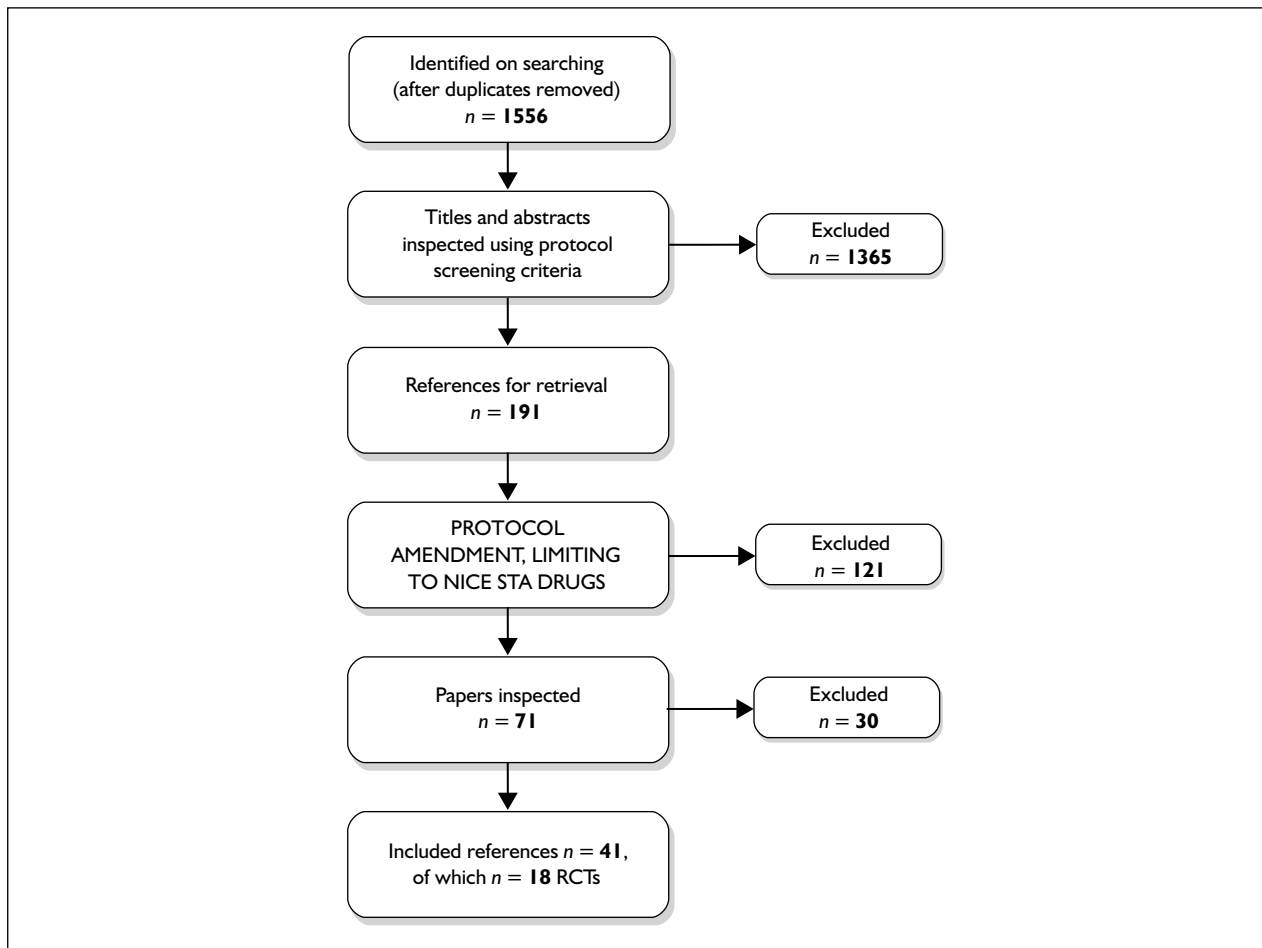 Identified on searching
(after duplicates removed)
n = 1556
Titles and abstracts
inspected using protocol
screening criteria
Excluded
n = 1365
References for retrieval
n = 191
PROTOCOL
AMENDMENT, LIMITING
TO NICE STA DRUGS
Excluded
n = 121
Papers inspected
n = 71
Excluded
n = 30
Included references n = 41,
of which n = 18 RCTs